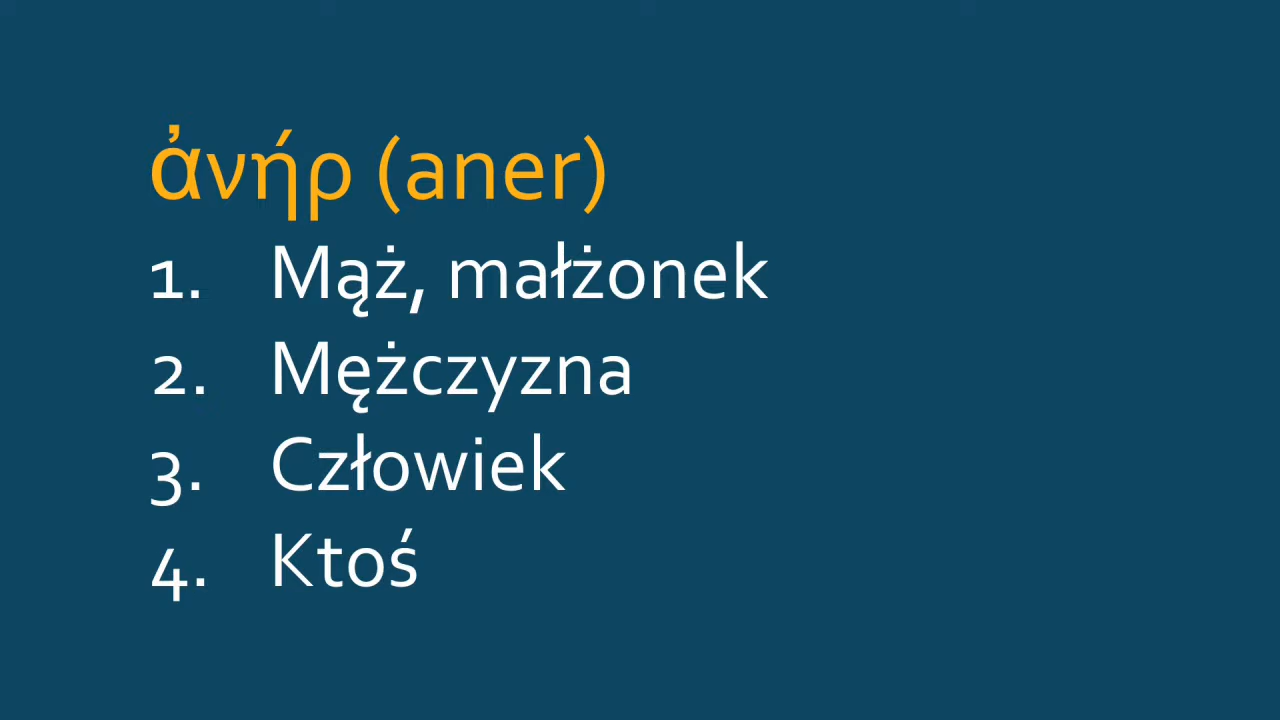 ἀνήρ (aner)
1. Mąż, małżonek
2. Mężczyzna
3. Człowiek
4. Ktoś